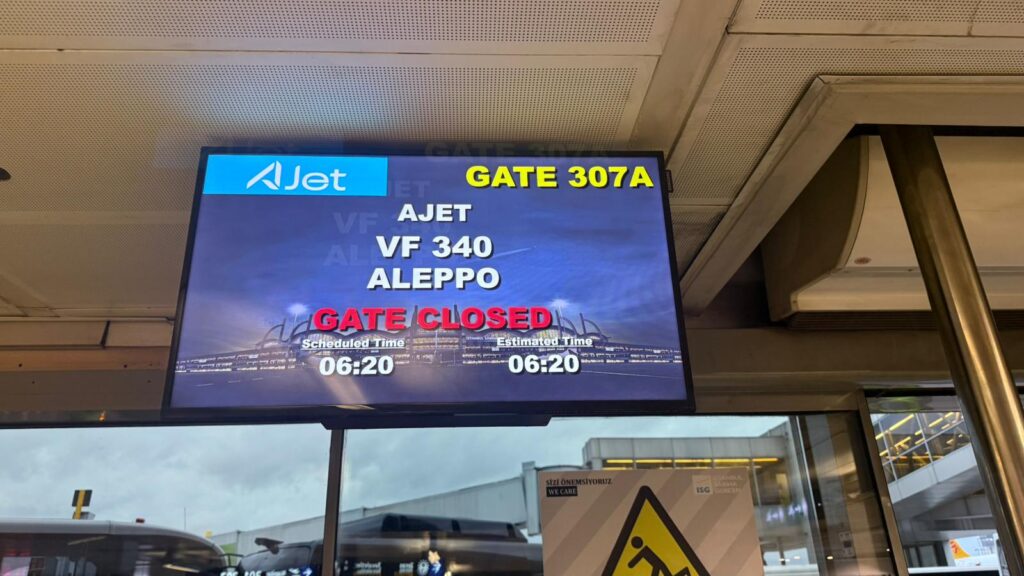 AJet
GATE 307A
AJET
VF 340
ALEPPO
GATE CLOSED
Scheduled Time
Estimated Time
06:20
06:20
SİZİ ÖNEMSİYORUZ
WE CARE
ISG